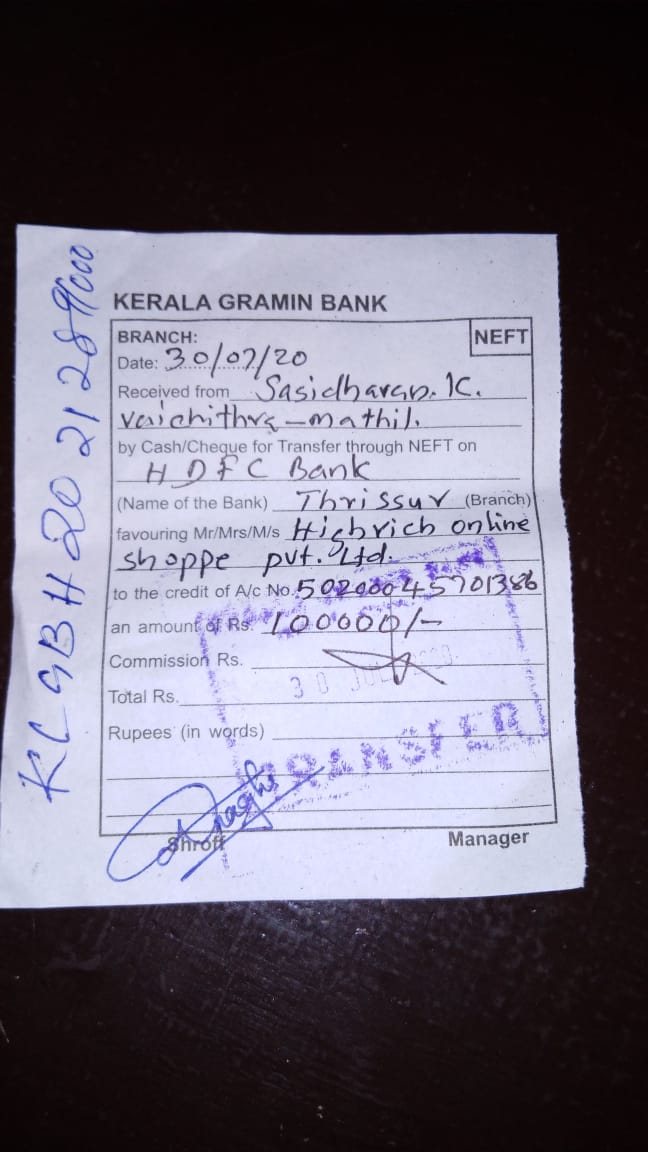 KERALA GRAMIN BANK
BRANCH:
NEFT
Date: 30/07/20
Received from Sasidharan. K.
Vaichithra - mathil.
by Cash/Cheque for Transfer through NEFT on
HDFC Bank
(Name of the Bank) Thrissur (Branch)
favouring Mr/Mrs/M/s Highrich online
shoppe pvt. Ltd.
to the credit of A/c No. 50200045701386
an amount of Rs. 100000/-
Commission Rs.
Total Rs.
30 JUL 2020
Rupees (in words)
TRANSFER
Shroff
Manager